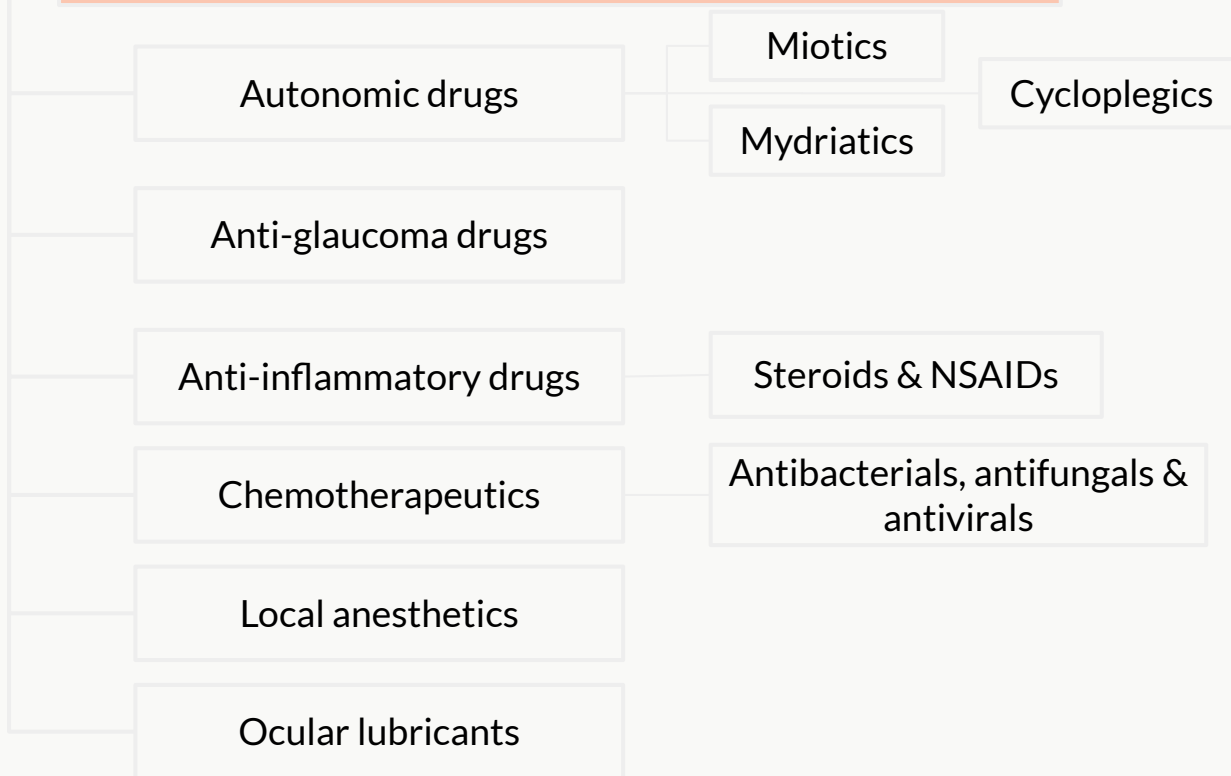 Autonomic drugs
Miotics
Mydriatics
Cycloplegics
Anti-glaucoma drugs
Anti-inflammatory drugs
Steroids & NSAIDs
Chemotherapeutics
Antibacterials, antifungals &
antivirals
Local anesthetics
Ocular lubricants